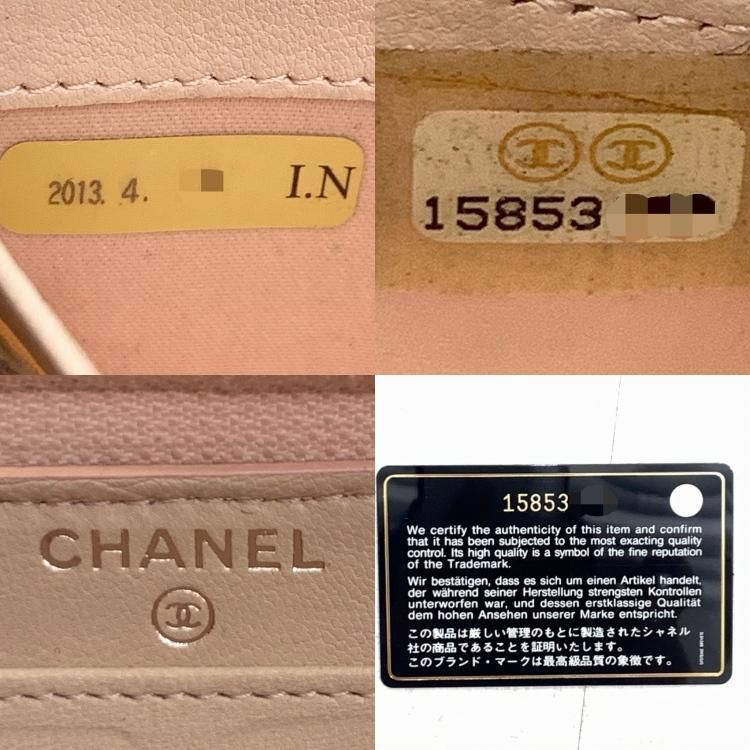 2013. 4.
I.N
15853
CHANEL
15853
We certify the authenticity of this item and confirm
that it has been subjected to the most exacting quality
control. Its high quality is a symbol of the fine reputation
of the Trademark.
Wir bestätigen, dass es sich um einen Artikel handelt,
der während seiner Herstellung strengsten Kontrollen
unterworfen war, und dessen erstklassige Qualität
dem hohen Ansehen unserer Marke entspricht.
この製品は厳しい管理のもとに製造されたシャネル
社の商品であることを証明いたします。
このブランド・マークは最高級品質の象徴です。